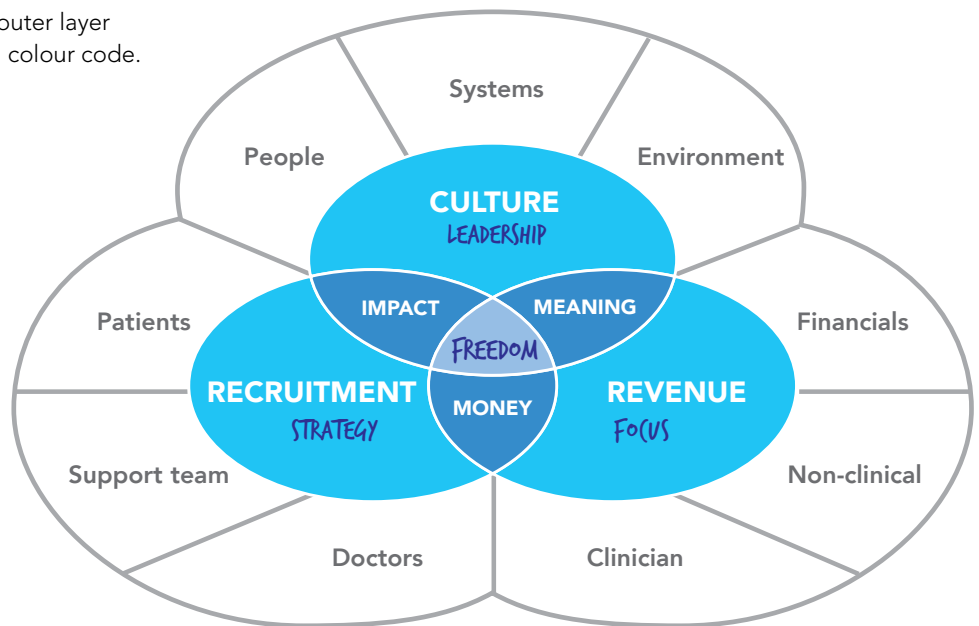 outer layer
colour code.
Systems
People
Environment
CULTURE
LEADERSHIP
IMPACT
MEANING
Patients
Financials
FREEDOM
RECRUITMENT
STRATEGY
MONEY
REVENUE
FOCUS
Support team
Non-clinical
Doctors
Clinician